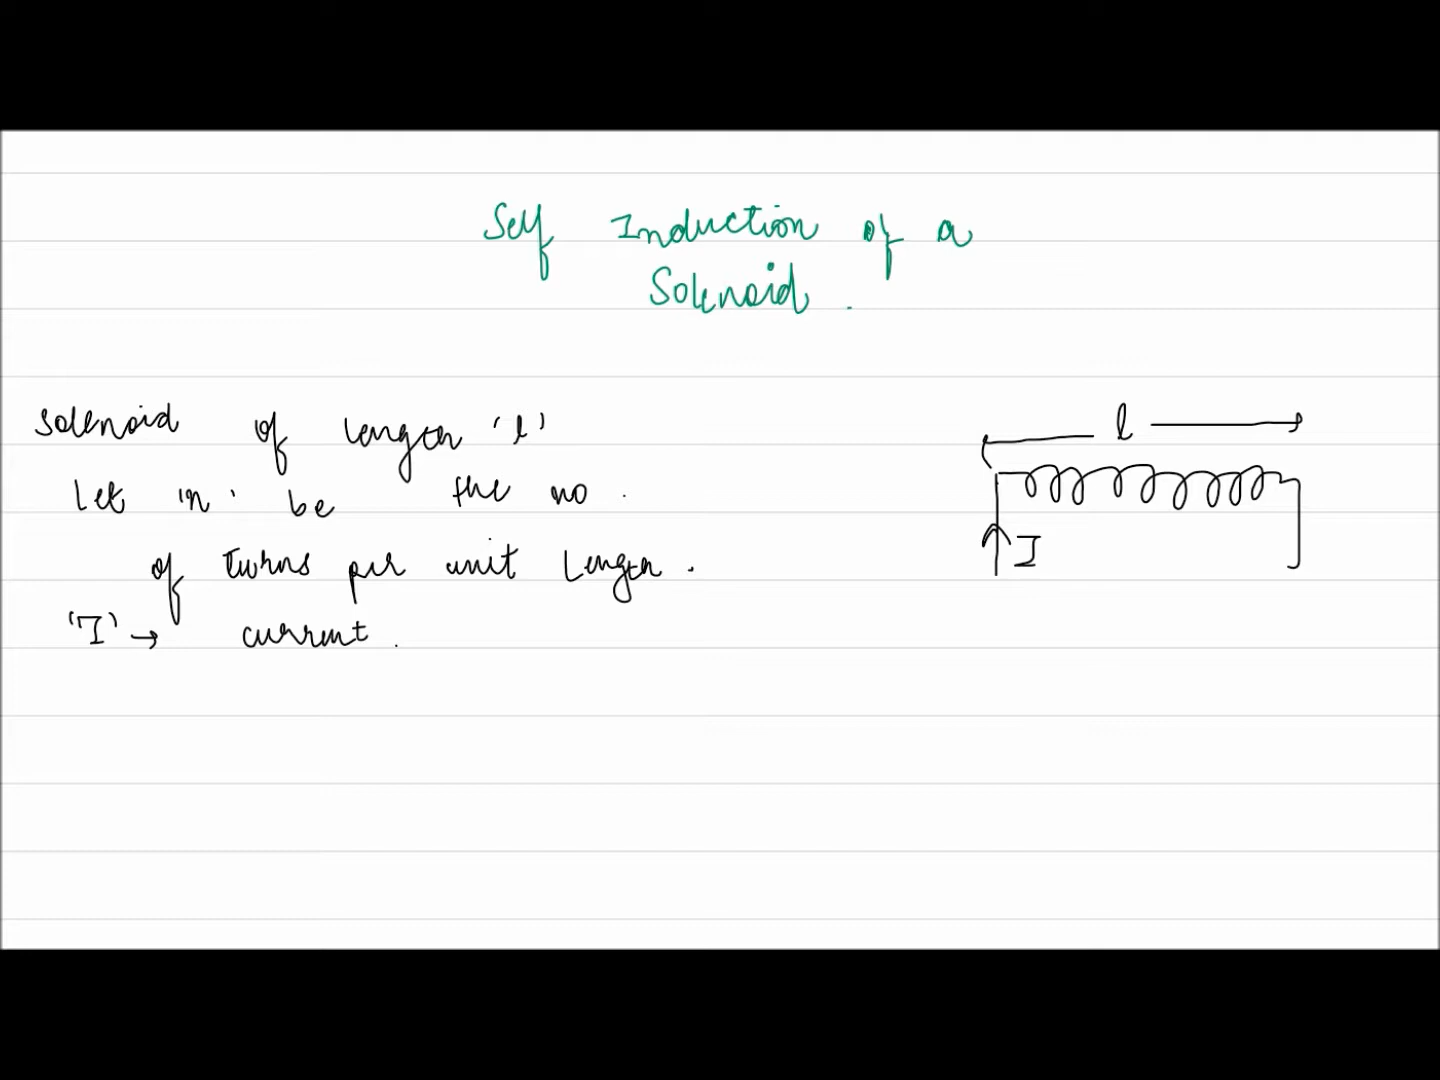 Self Induction of a
Solenoid.
Solenoid of length 'l'
Let 'n' be the no.
of turns per unit Length.
'I' → current.
l
I